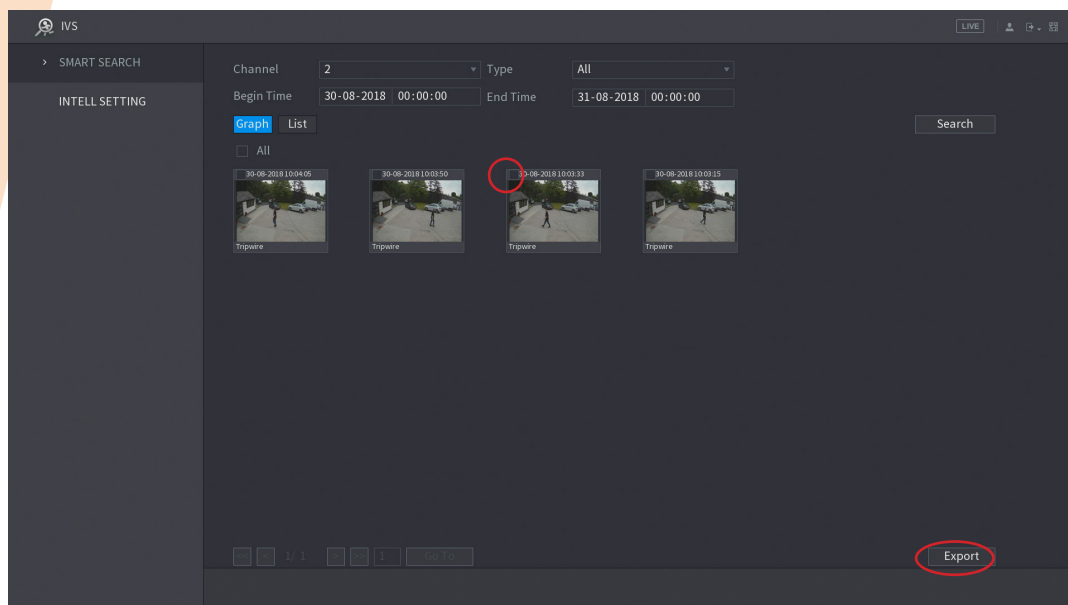 IVS
LIVE
SMART SEARCH
INTELL SETTING
Channel 2 Type All
Begin Time 30-08-2018 00:00:00 End Time 31-08-2018 00:00:00
Graph List Search
All
30-08-2018 10:04:05 30-08-2018 10:03:50 30-08-2018 10:03:33 30-08-2018 10:03:15
Tripwire Tripwire Tripwire Tripwire
<< < 1/ 1 > >> 1 Go To Export